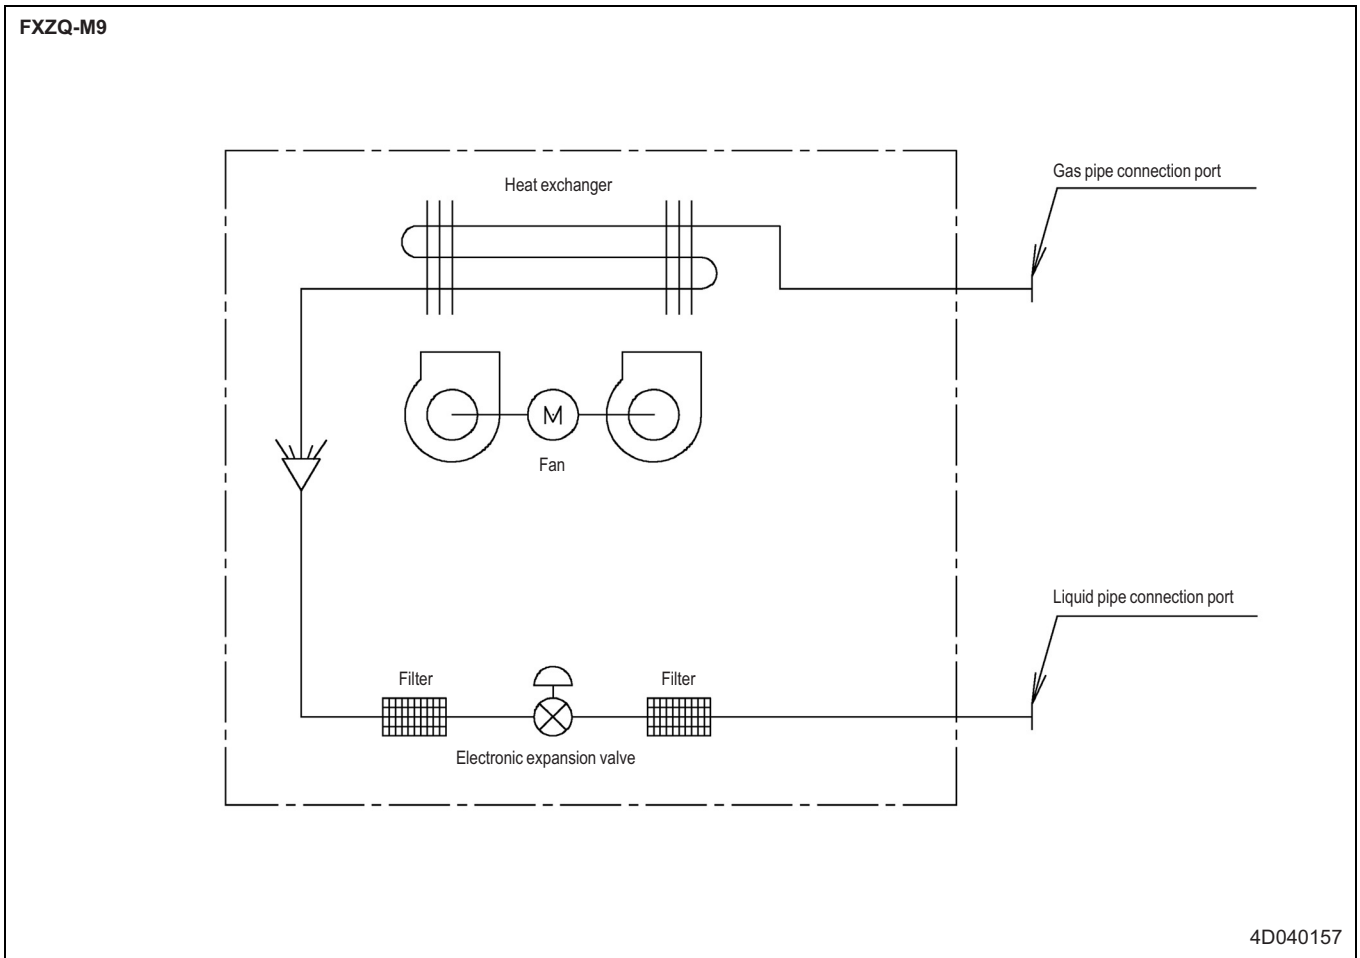 FXZQ-M9
Gas pipe connection port
Heat exchanger
M
Fan
Liquid pipe connection port
Filter
Filter
Electronic expansion valve
4D040157